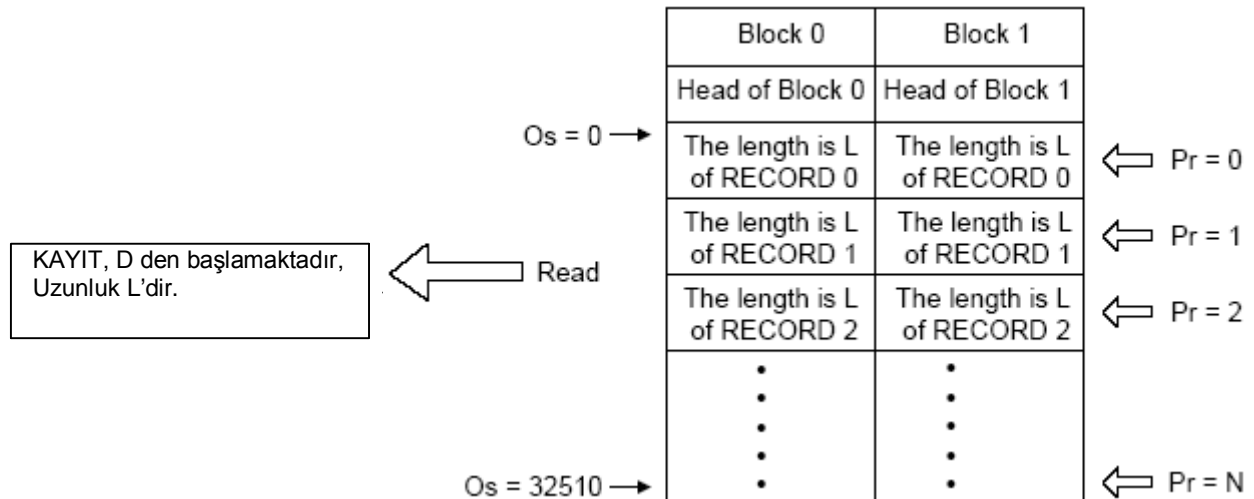 Block 0 Block 1
Head of Block 0 Head of Block 1
Os = 0
The length is L
of RECORD 0
The length is L
of RECORD 0
Pr = 0
The length is L
of RECORD 1
The length is L
of RECORD 1
Pr = 1
KAYIT, D den başlamaktadır,
Uzunluk L'dir.
Read
The length is L
of RECORD 2
The length is L
of RECORD 2
Pr = 2
Os = 32510
Pr = N